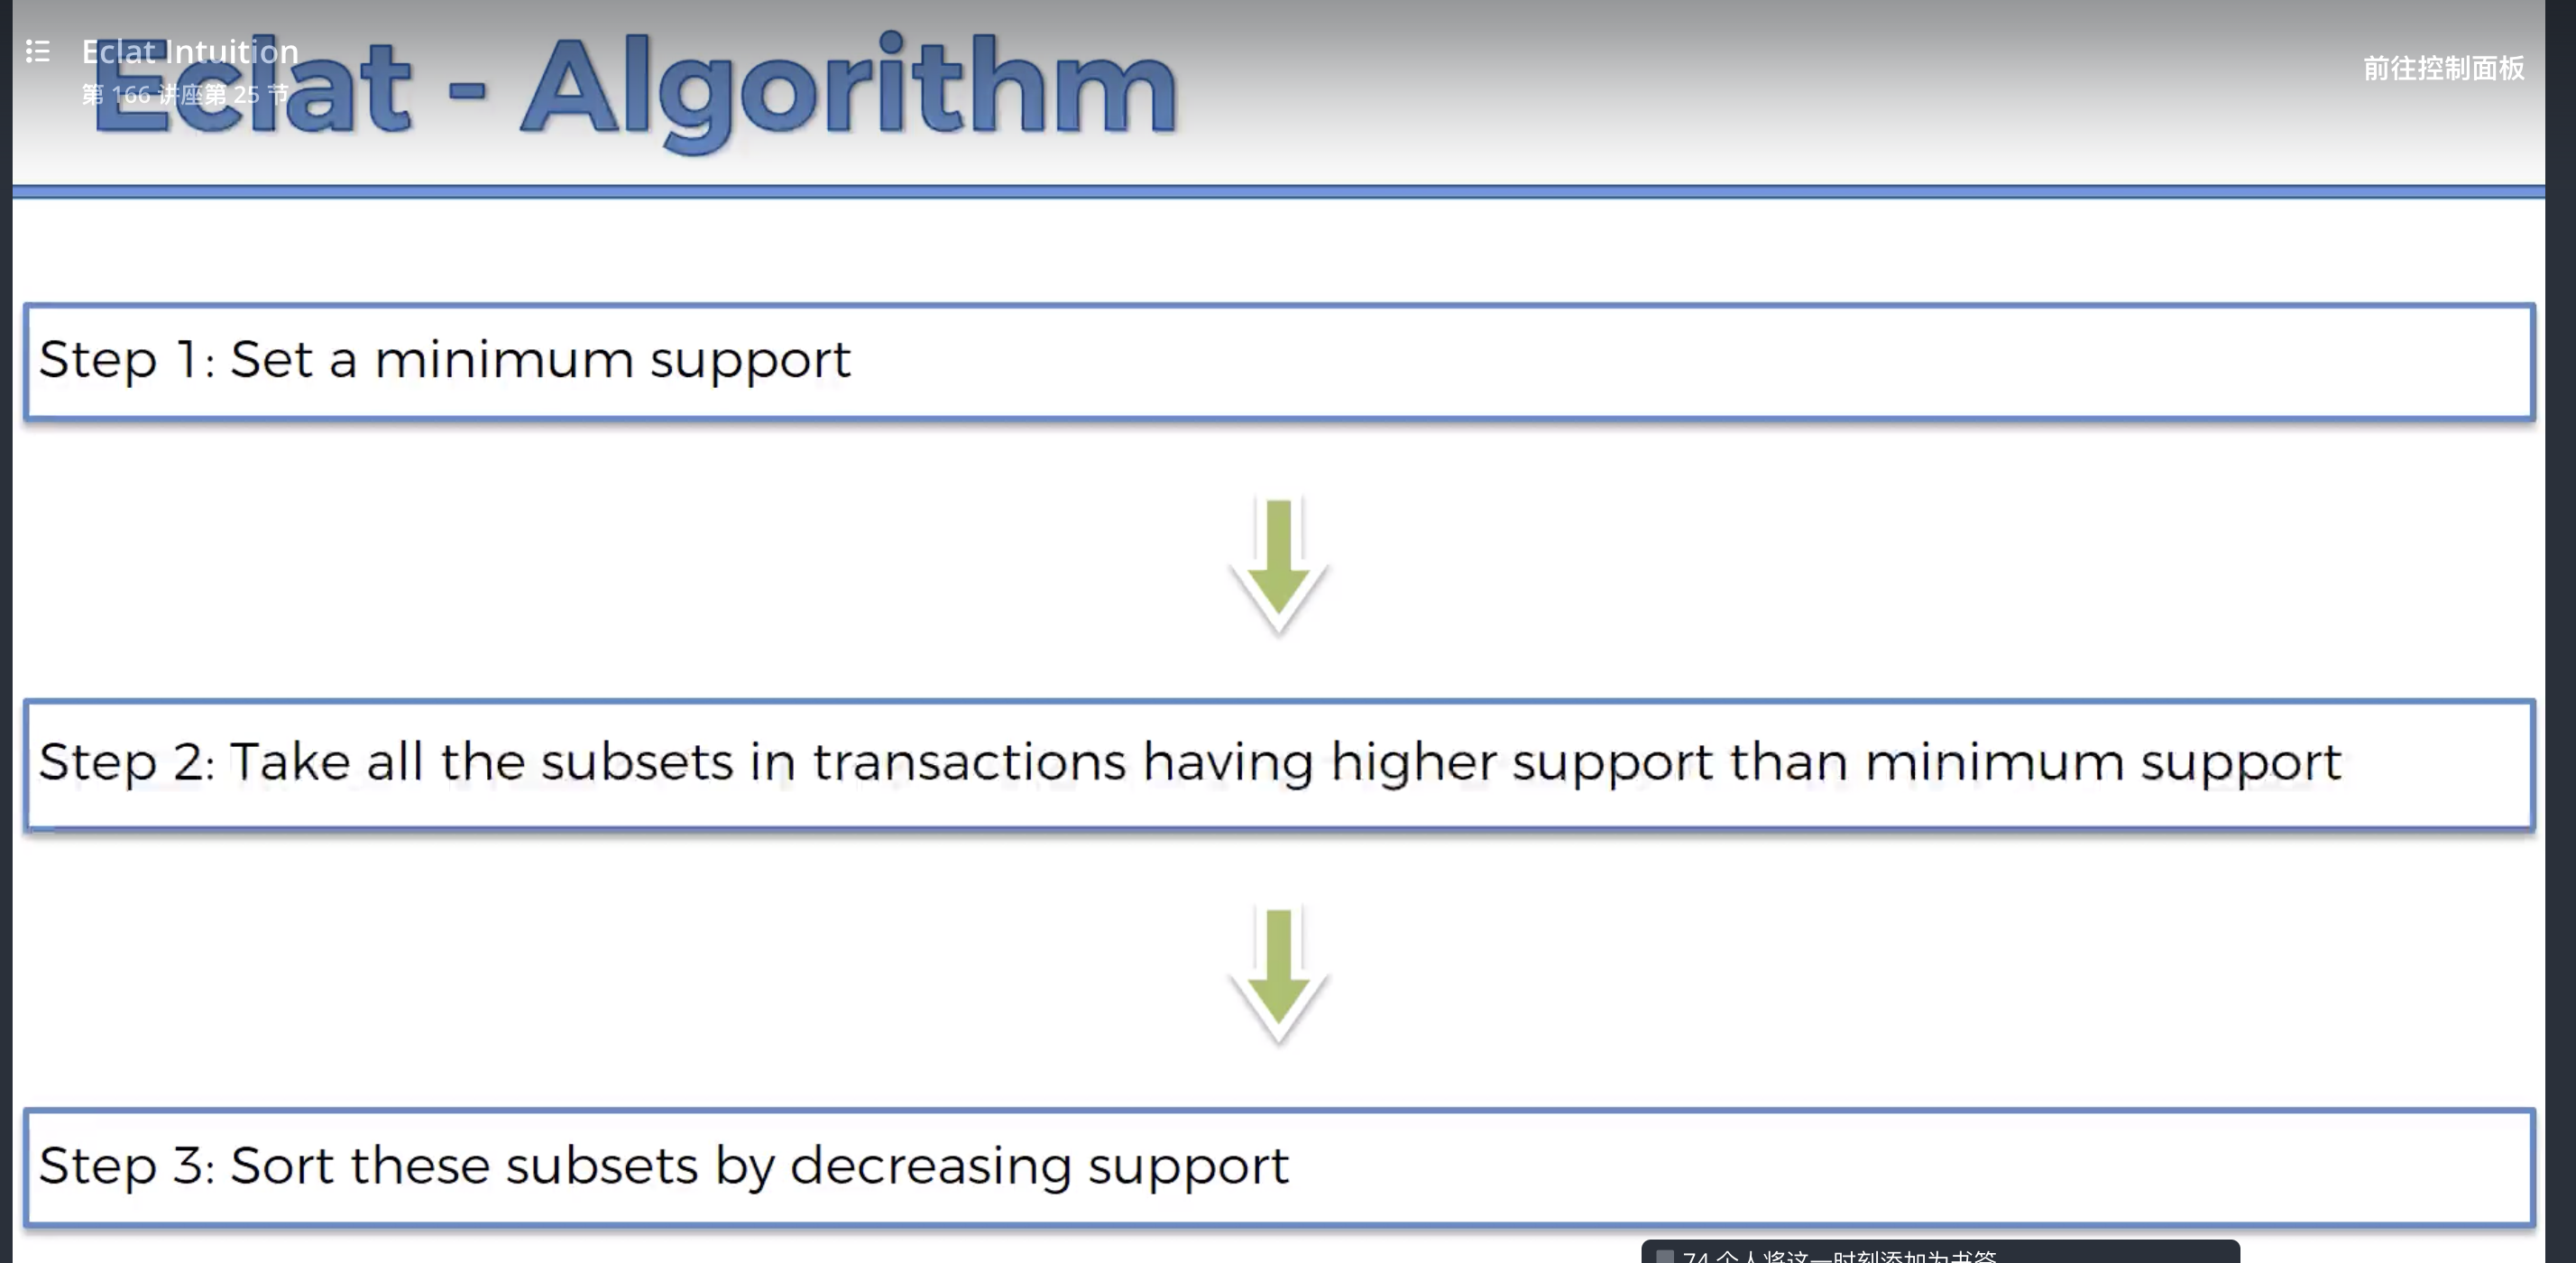 Eclat Intuition
第 166 讲座第 25 节
Eclat - Algorithm
前往控制面板
Step 1: Set a minimum support
Step 2: Take all the subsets in transactions having higher support than minimum support
Step 3: Sort these subsets by decreasing support
74 个人将这一时刻添加为书签